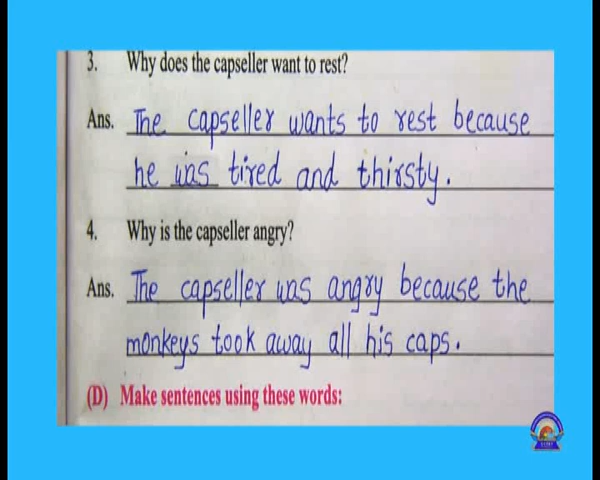 3. Why does the capseller want to rest?
Ans. The capseller wants to rest because
he was tired and thirsty.
4. Why is the capseller angry?
Ans. The capseller was angry because the
monkeys took away all his caps.
(D) Make sentences using these words: